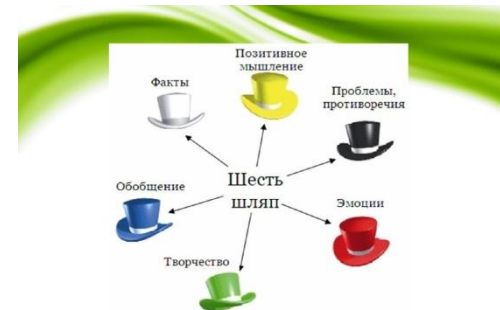 Позитивное
мышление
Факты
Проблемы,
противоречия
Шесть
шляп
Обобщение
Эмоции
Творчество